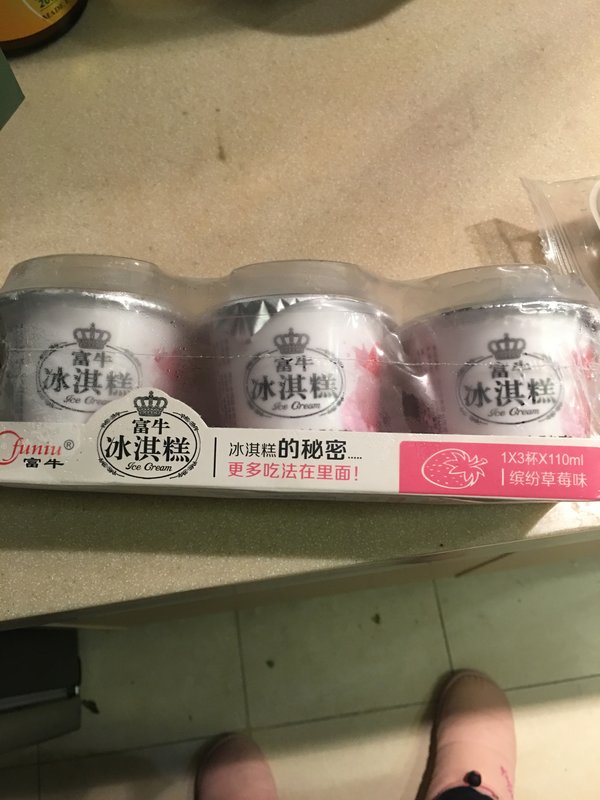 富牛
冰淇糕
Ice Cream
富牛
冰淇糕
Ice Cream
富牛
冰淇糕
Ice Cream
funiu®
富牛
富牛
冰淇糕
Ice Cream
冰淇糕的秘密.....
更多吃法在里面!
1X3杯X110ml
缤纷草莓味